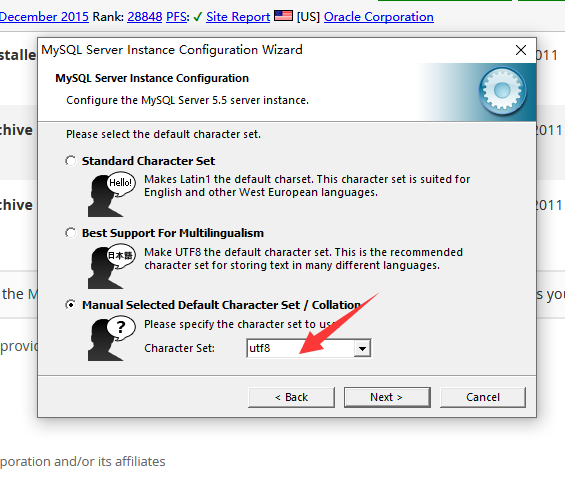 December 2015 Rank: 28848 PFS: ✓ Site Report [US] Oracle Corporation
MySQL Server Instance Configuration Wizard
MySQL Server Instance Configuration
Configure the MySQL Server 5.5 server instance.
Please select the default character set.
Standard Character Set
Hello!
Makes Latin1 the default charset. This character set is suited for
English and other West European languages.
Best Support For Multilingualism
日本語
Make UTF8 the default character set. This is the recommended
character set for storing text in many different languages.
Manual Selected Default Character Set / Collation
?
Please specify the character set to use
Character Set: utf8
< Back Next > Cancel
stalle
2011
chive
2011
chive
2011
the M
s you
provid
poration and/or its affiliates